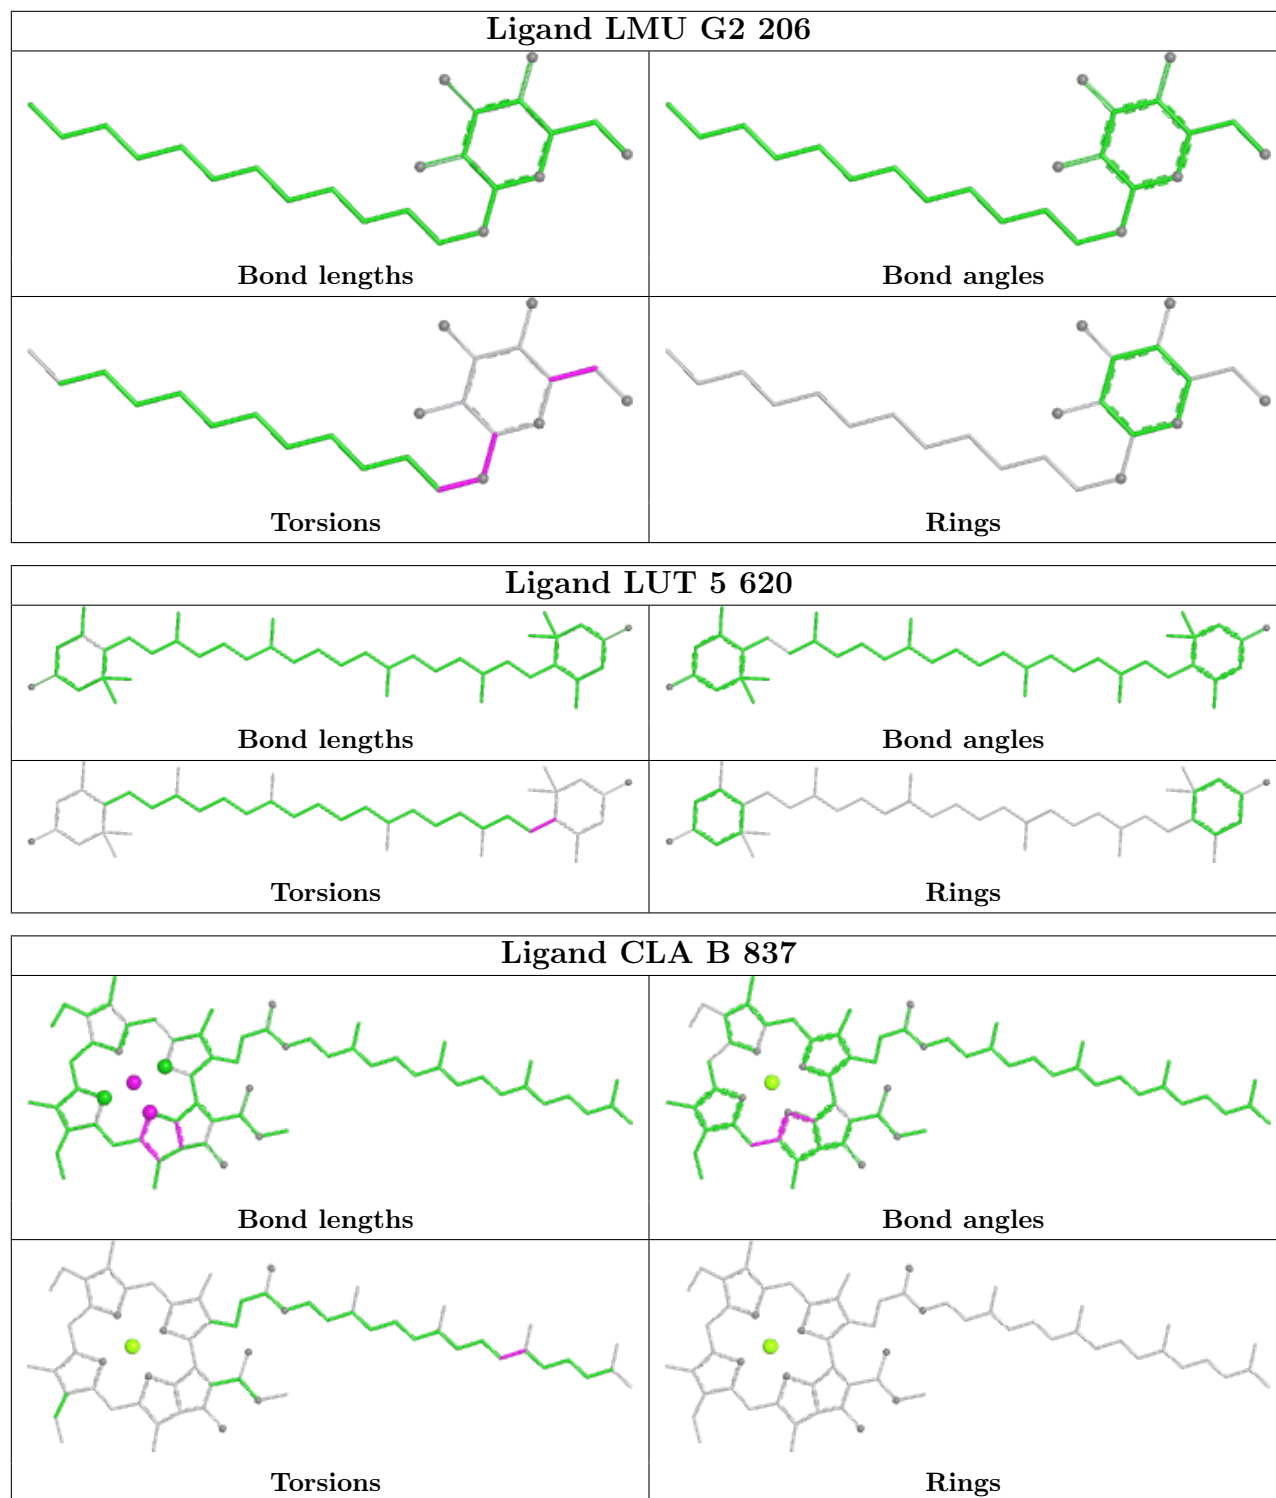 Ligand LMU G2 206
Bond lengths
Bond angles
Torsions
Rings
Ligand LUT 5 620
Bond lengths
Bond angles
Torsions
Rings
Ligand CLA B 837
Bond lengths
Bond angles
Torsions
Rings